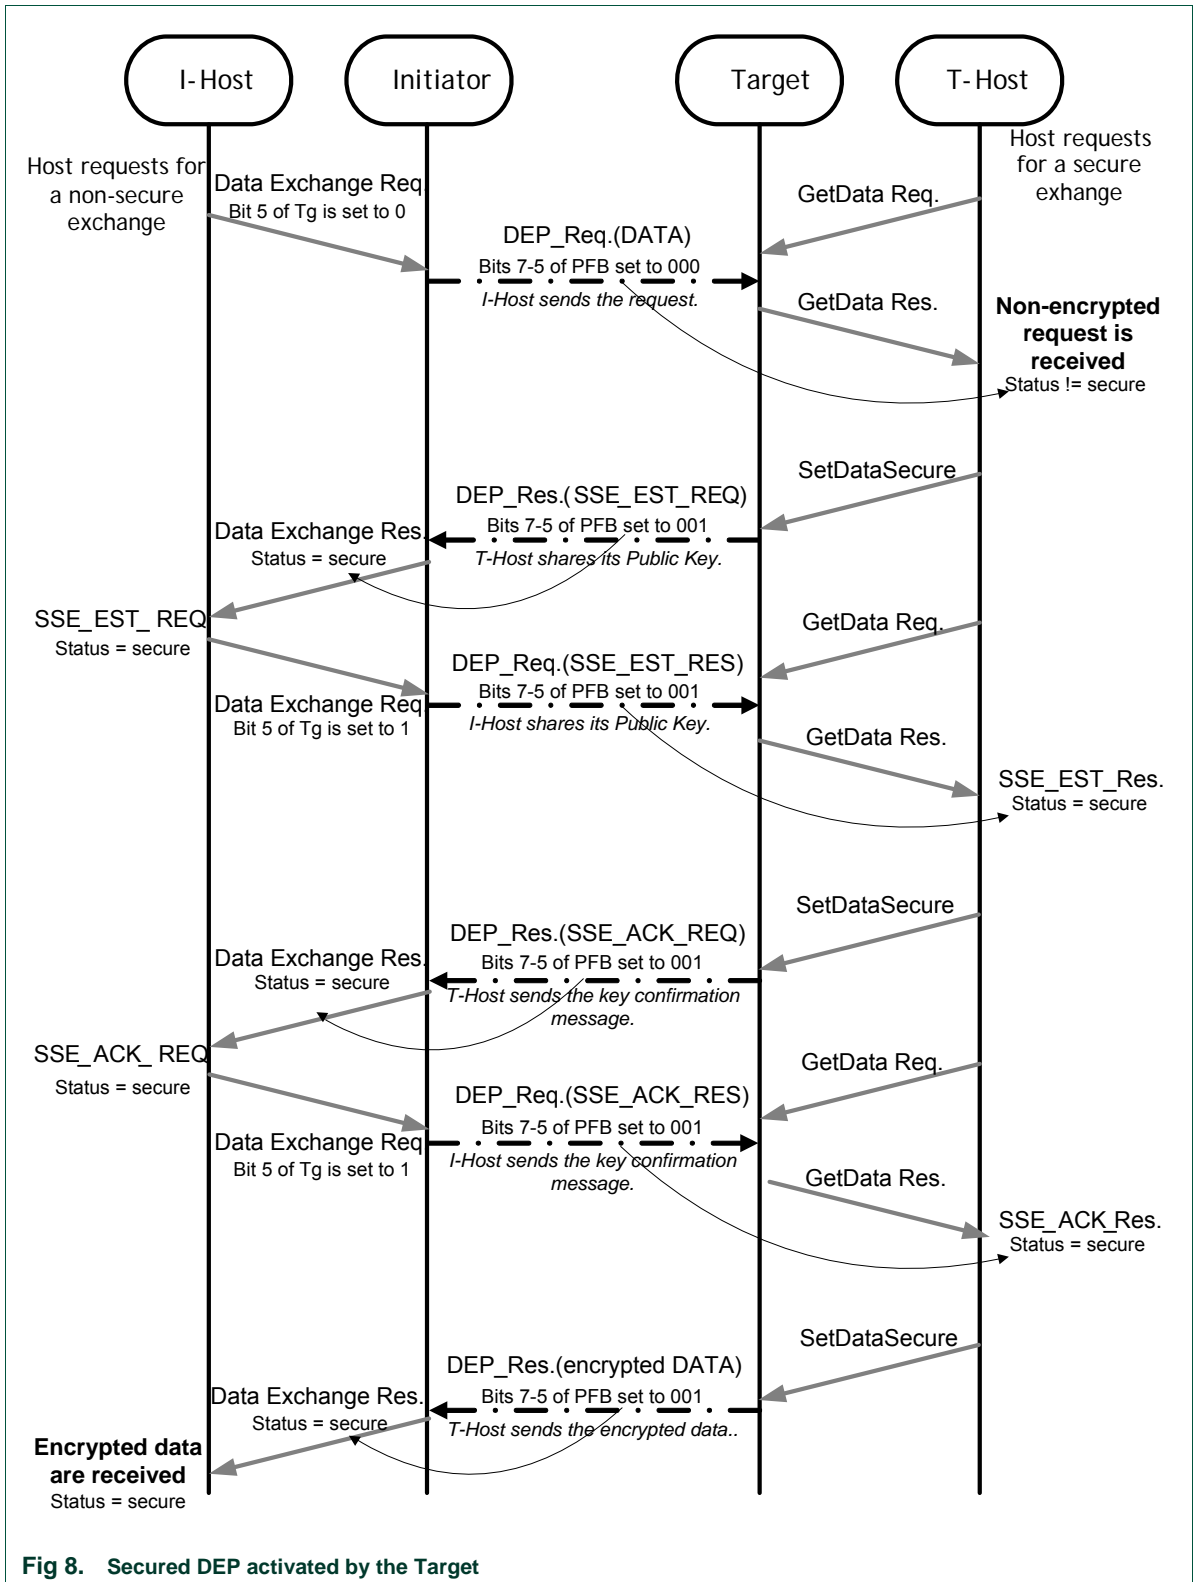 I-Host
Initiator
Target
T-Host
Host requests for
a non-secure
exchange
Host requests
for a secure
exhange
Data Exchange Req.
Bit 5 of Tg is set to 0
GetData Req.
DEP_Req.(DATA)
Bits 7-5 of PFB set to 000
I-Host sends the request.
GetData Res.
Non-encrypted
request is
received
Status != secure
SetDataSecure
DEP_Res.(SSE_EST_REQ)
Bits 7-5 of PFB set to 001
T-Host shares its Public Key.
Data Exchange Res.
Status = secure
SSE_EST_ REQ
Status = secure
GetData Req.
DEP_Req.(SSE_EST_RES)
Bits 7-5 of PFB set to 001
I-Host shares its Public Key.
Data Exchange Req.
Bit 5 of Tg is set to 1
GetData Res.
SSE_EST_Res.
Status = secure
SetDataSecure
DEP_Res.(SSE_ACK_REQ)
Bits 7-5 of PFB set to 001
T-Host sends the key confirmation
message.
Data Exchange Res.
Status = secure
SSE_ACK_ REQ
Status = secure
GetData Req.
DEP_Req.(SSE_ACK_RES)
Bits 7-5 of PFB set to 001
I-Host sends the key confirmation
message.
Data Exchange Req.
Bit 5 of Tg is set to 1
GetData Res.
SSE_ACK_Res.
Status = secure
SetDataSecure
DEP_Res.(encrypted DATA)
Bits 7-5 of PFB set to 001
T-Host sends the encrypted data..
Data Exchange Res.
Status = secure
Encrypted data
are received
Status = secure
Fig 8. Secured DEP activated by the Target